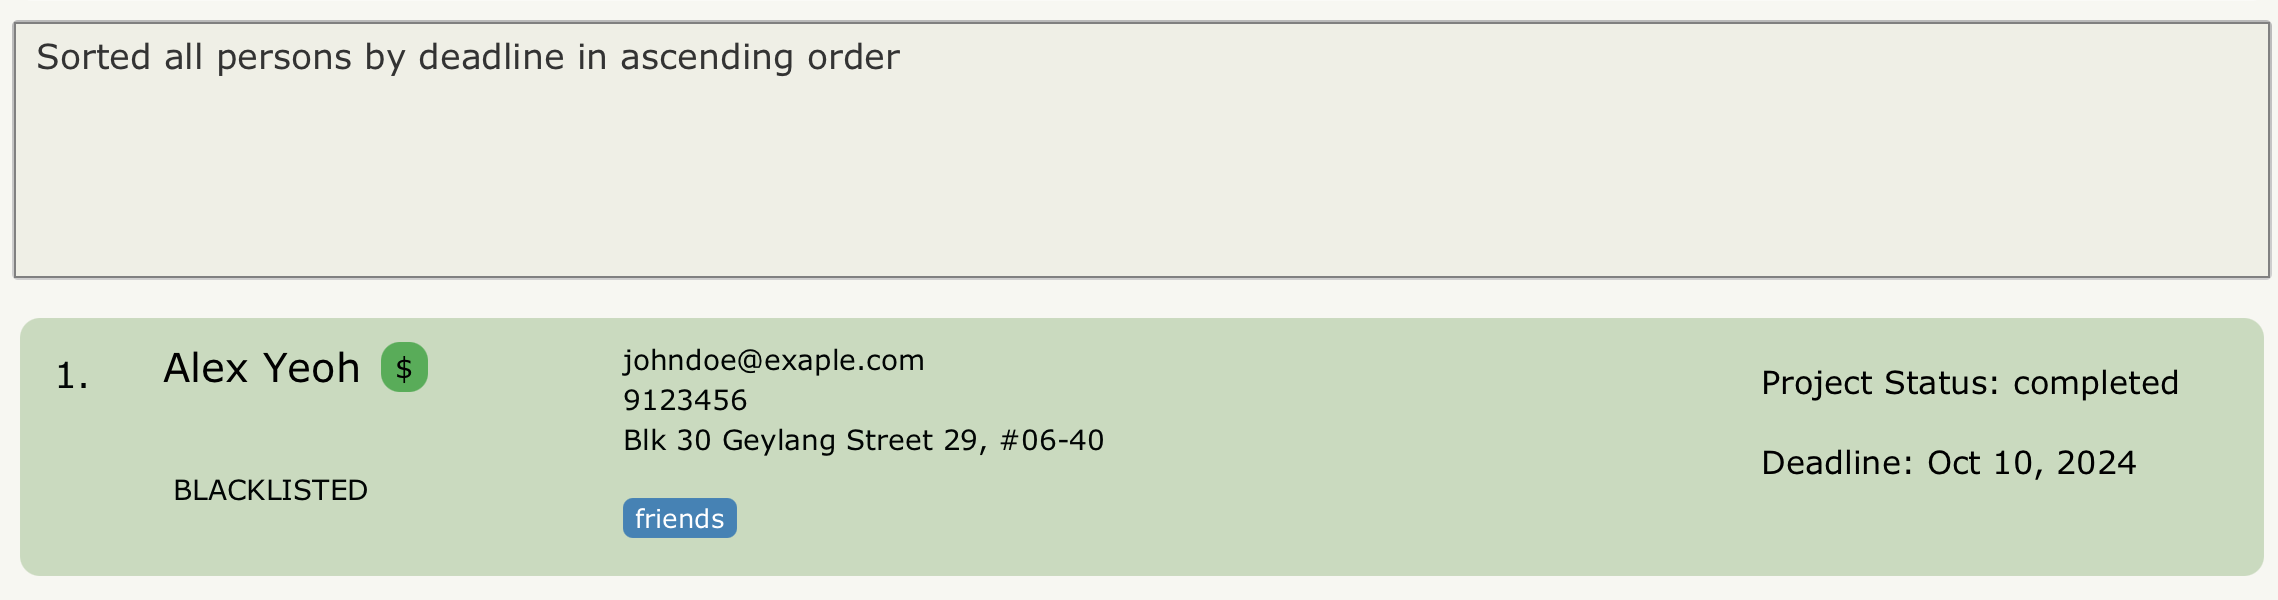 Sorted all persons by deadline in ascending order
1. Alex Yeoh $
BLACKLISTED
johndoe@exaple.com
9123456
Blk 30 Geylang Street 29, #06-40
friends
Project Status: completed
Deadline: Oct 10, 2024